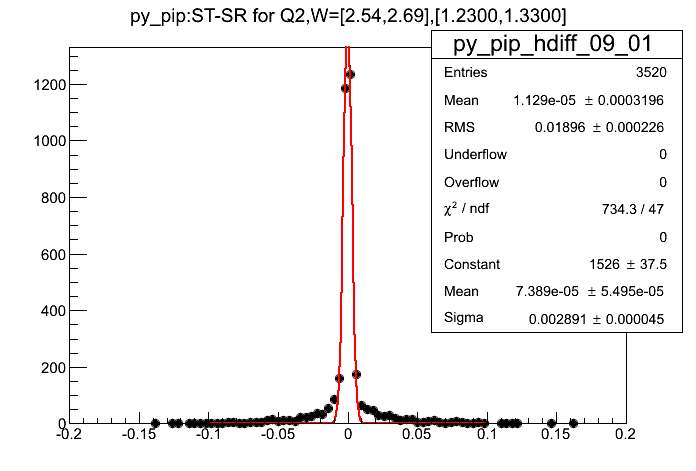 py_pip:ST-SR for Q2,W=[2.54,2.69],[1.2300,1.3300]
py_pip_hdiff_09_01
Entries 3520
Mean 1.129e-05 ± 0.0003196
RMS 0.01896 ± 0.000226
Underflow 0
Overflow 0
χ² / ndf 734.3 / 47
Prob 0
Constant 1526 ± 37.5
Mean 7.389e-05 ± 5.495e-05
Sigma 0.002891 ± 0.000045
1200
1000
800
600
400
200
0
-0.2 -0.15 -0.1 -0.05 0 0.05 0.1 0.15 0.2